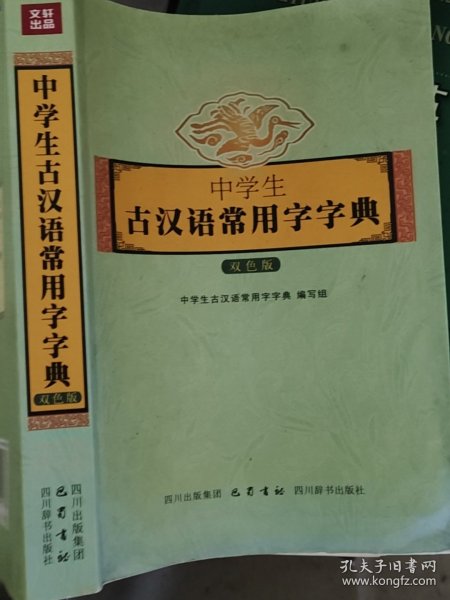 文轩
出品
中学生古汉语常用字字典
双色版
四川出版集团
巴蜀书社
四川辞书出版社
中学生
古汉语常用字字典
双色版
中学生古汉语常用字字典 编写组
四川出版集团 巴蜀书社 四川辞书出版社
孔夫子旧书网
www.kongfz.com